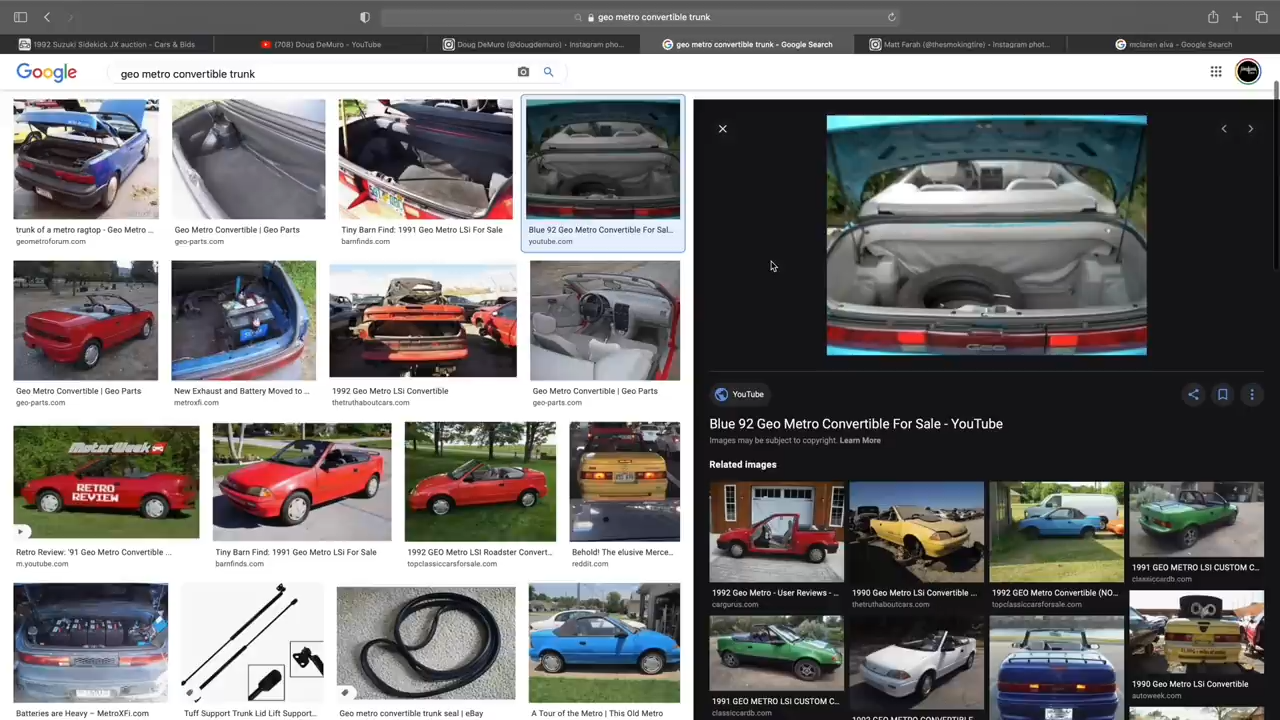 geo metro convertible trunk
1992 Suzuki Sidekick JX auction - Cars & Bids
(708) Doug DeMuro - YouTube
Doug DeMuro (@dougdemuro) • Instagram pho...
geo metro convertible trunk - Google Search
Matt Farah (@thesmokingtire) • Instagram phot...
mclaren elva - Google Search
Google
geo metro convertible trunk
trunk of a metro ragtop - Geo Metro ...
geometroforum.com
Geo Metro Convertible | Geo Parts
geo-parts.com
Tiny Barn Find: 1991 Geo Metro LSi For Sale
barnfinds.com
Blue 92 Geo Metro Convertible For Sal...
youtube.com
Geo Metro Convertible | Geo Parts
geo-parts.com
New Exhaust and Battery Moved to ...
metroxfi.com
1992 Geo Metro LSi Convertible
thetruthaboutcars.com
Geo Metro Convertible | Geo Parts
geo-parts.com
MotorWeek
RETRO
REVIEW
Retro Review: '91 Geo Metro Convertible ...
m.youtube.com
Tiny Barn Find: 1991 Geo Metro LSi For Sale
barnfinds.com
1992 GEO Metro LSI Roadster Convert...
topclassiccarsforsale.com
Behold! The elusive Merce...
reddit.com
Batteries are Heavy – MetroXFi.com
Tuff Support Trunk Lid Lift Support...
Geo metro convertible trunk seal | eBay
A Tour of the Metro | This Old Metro
GEO
YouTube
Blue 92 Geo Metro Convertible For Sale - YouTube
Images may be subject to copyright. Learn More
Related images
1992 Geo Metro - User Reviews - ...
cargurus.com
1990 Geo Metro LSi Convertible ...
thetruthaboutcars.com
1992 GEO Metro Convertible (NO...
topclassiccarsforsale.com
1991 GEO METRO LSI CUSTOM C...
classiccardb.com
1991 GEO METRO LSI CUSTOM C...
classiccardb.com
1990 Geo Metro LSi Convertible
autoweek.com